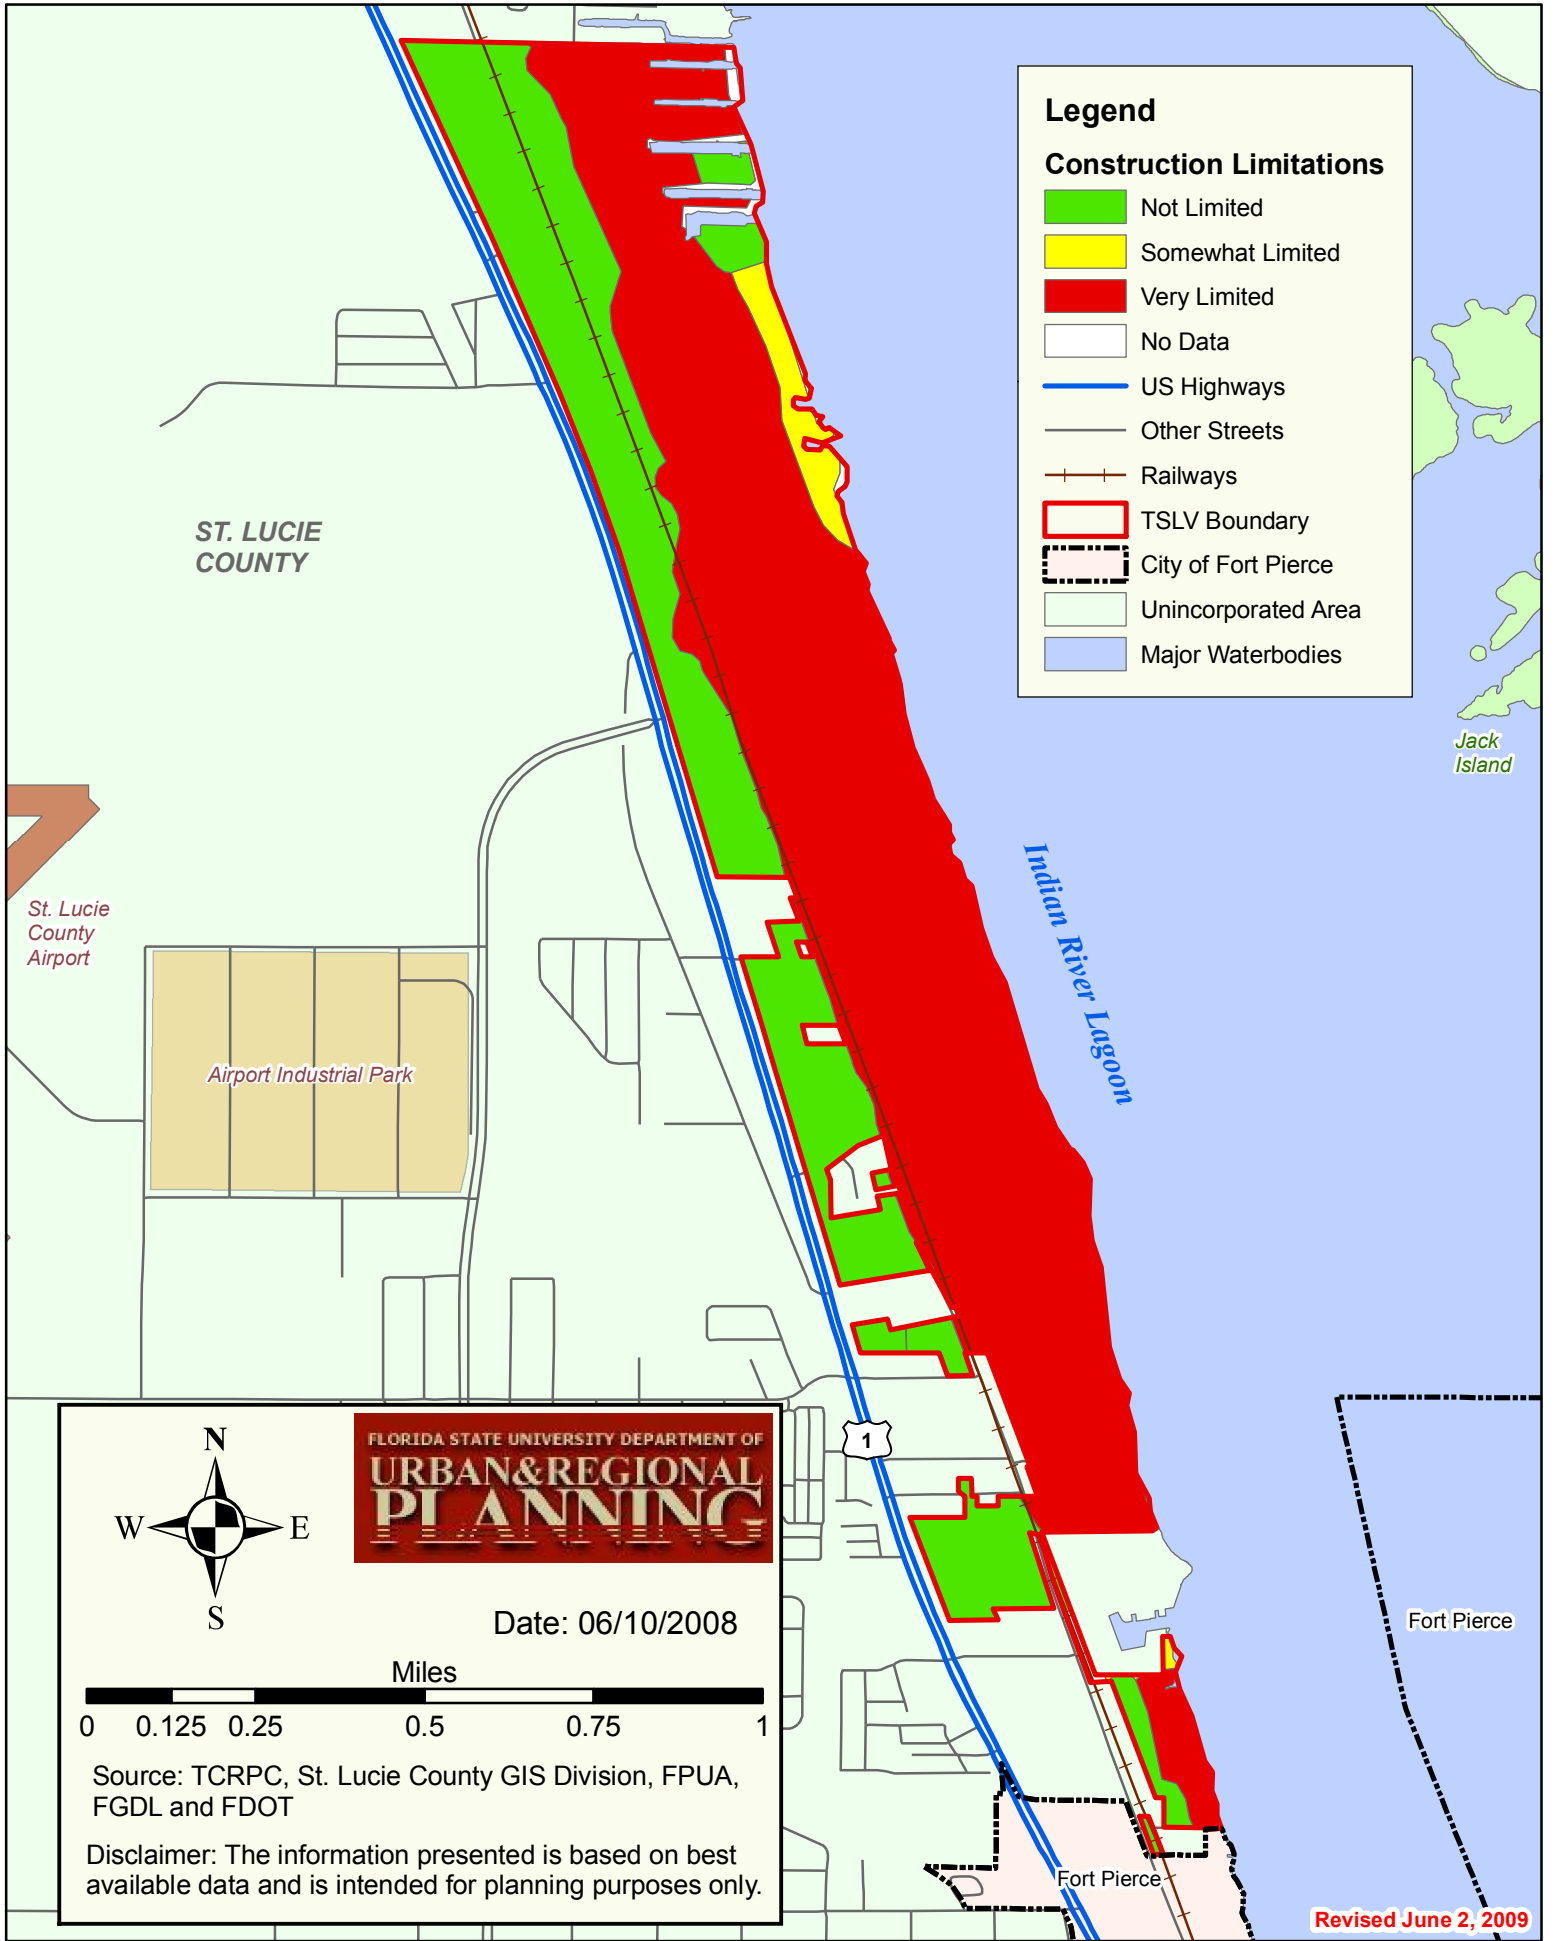 Legend
Construction Limitations
Not Limited
Somewhat Limited
Very Limited
No Data
US Highways
Other Streets
Railways
TSLV Boundary
City of Fort Pierce
Unincorporated Area
Major Waterbodies
ST. LUCIE
COUNTY
Jack
Island
Indian River Lagoon
St. Lucie
County
Airport
Airport Industrial Park
1
N
W E
S
FLORIDA STATE UNIVERSITY DEPARTMENT OF
URBAN&REGIONAL
PLANNING
Date: 06/10/2008
Miles
0 0.125 0.25 0.5 0.75 1
Source: TCRPC, St. Lucie County GIS Division, FPUA,
FGDL and FDOT
Disclaimer: The information presented is based on best
available data and is intended for planning purposes only.
Fort Pierce
Fort Pierce
Revised June 2, 2009